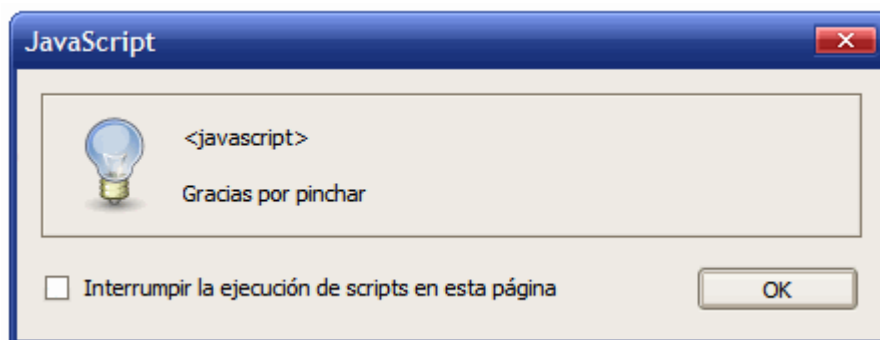 JavaScript
<javascript>
Gracias por pinchar
Interrumpir la ejecución de scripts en esta página
OK